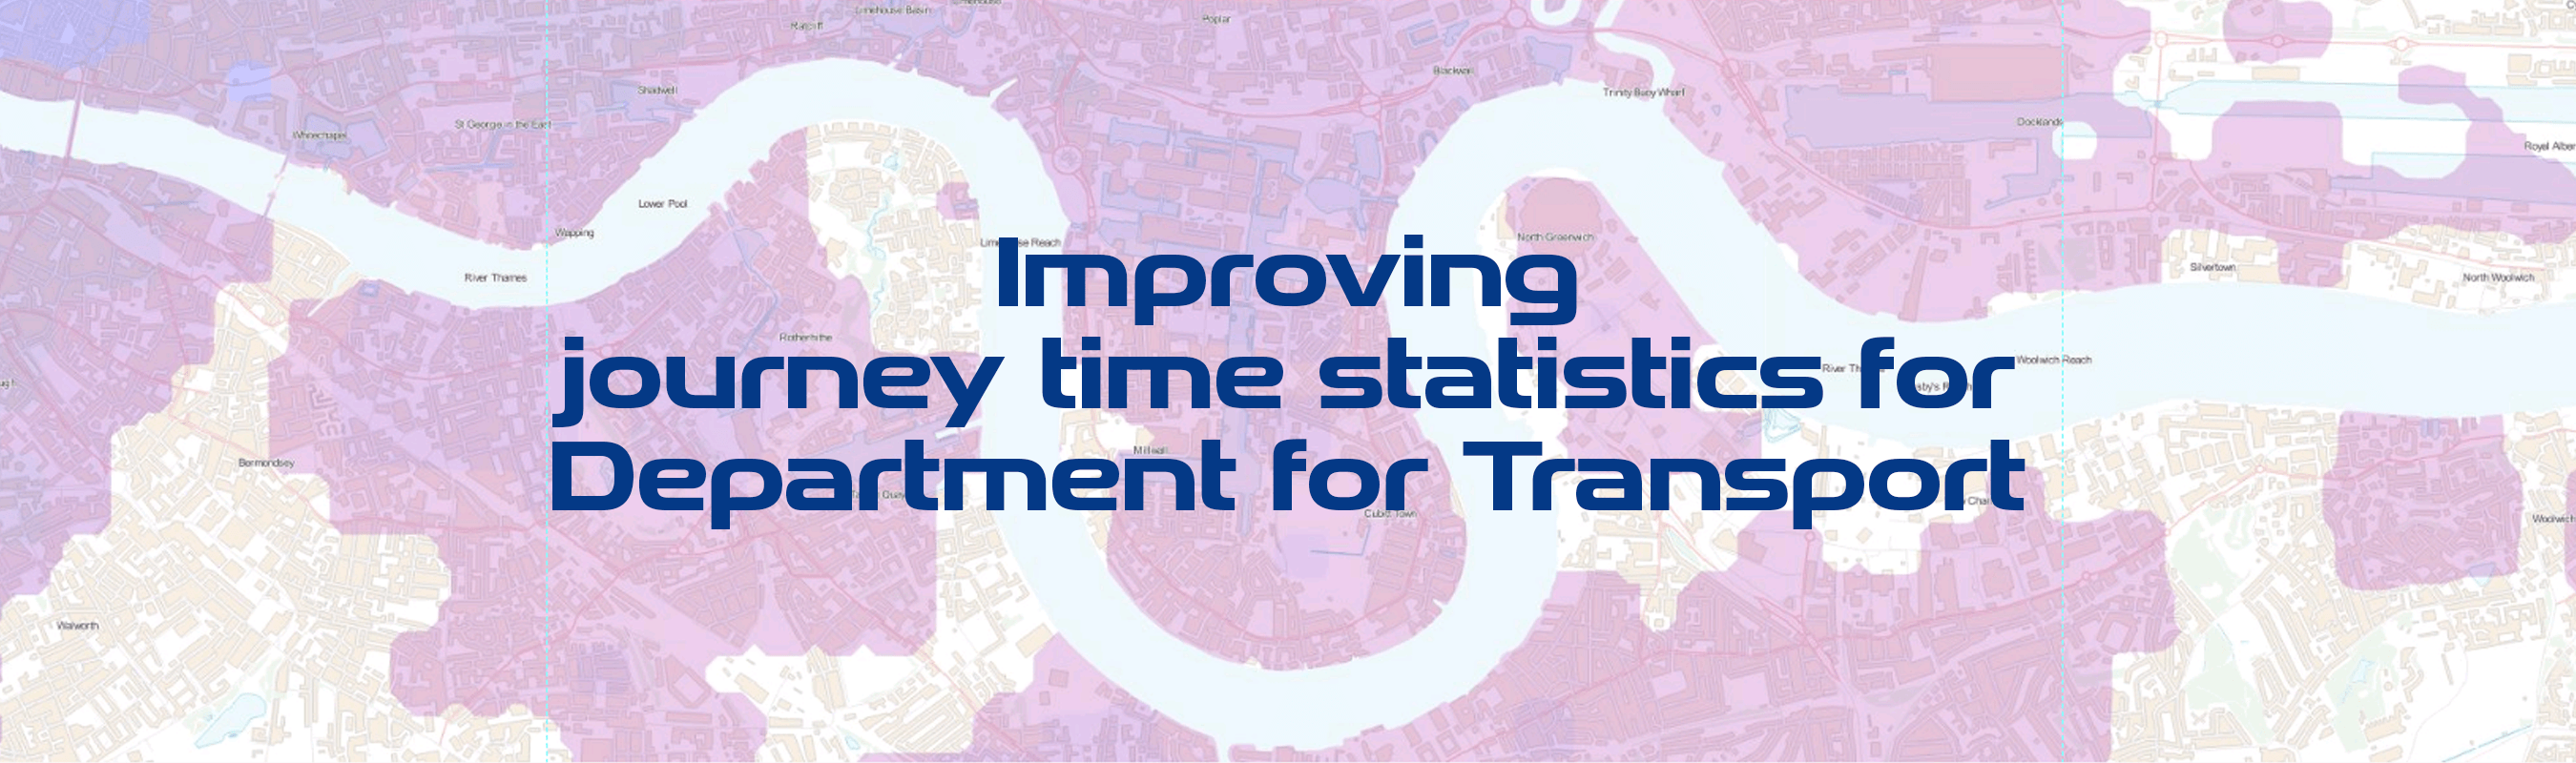 Limehouse Basin
Ratcliff
Poplar
Blackwall
Shadwell
Trinity Buoy Wharf
St George in the East
Docklands
Whitechapel
Royal Alber
Lower Pool
Wapping
North Greenwich
Improving
Silvertown
River Thames
North Woolwich
Rotherhithe
journey time statistics for
Woolwich Reach
Millwall
Bermondsey
Department for Transport
Cubitt Town
Woolwich
Walworth